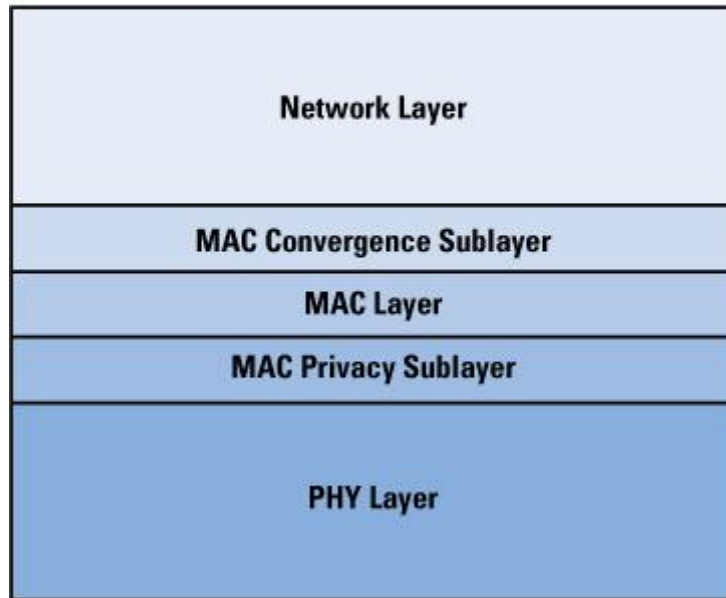 Network Layer
MAC Convergence Sublayer
MAC Layer
MAC Privacy Sublayer
PHY Layer